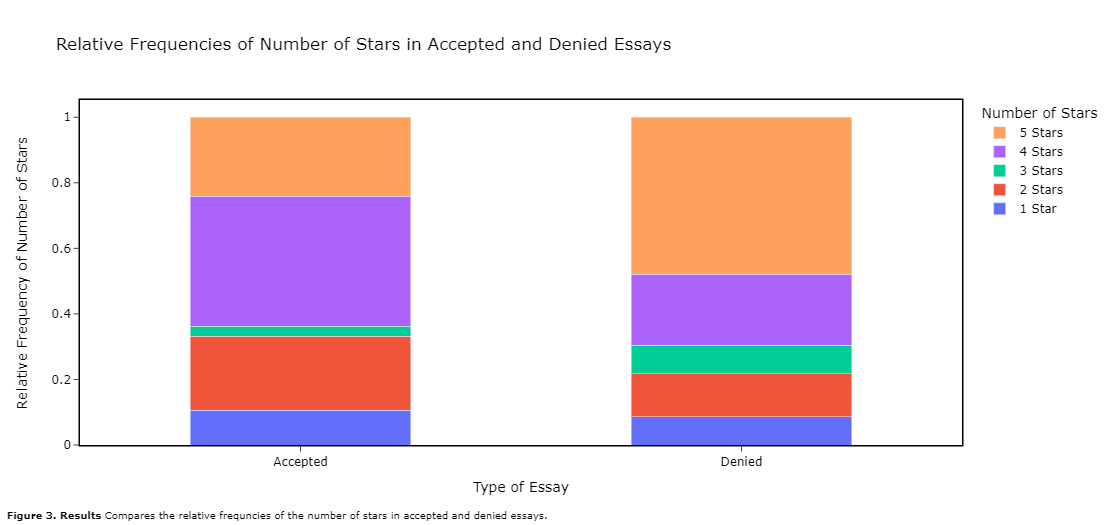 Relative Frequencies of Number of Stars in Accepted and Denied Essays
Relative Frequency of Number of Stars
1
0.8
0.6
0.4
0.2
0
Accepted
Denied
Type of Essay
Number of Stars
5 Stars
4 Stars
3 Stars
2 Stars
1 Star
Figure 3. Results Compares the relative frequncies of the number of stars in accepted and denied essays.